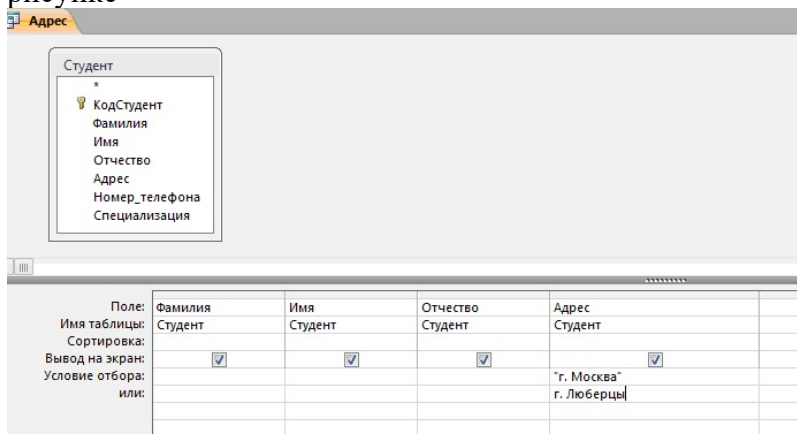 рисунке
Адрес
Студент
*
КодСтудент
Фамилия
Имя
Отчество
Адрес
Номер_телефона
Специализация
Поле: Фамилия Имя Отчество Адрес
Имя таблицы: Студент Студент Студент Студент
Сортировка:
Вывод на экран:
Условие отбора: "г. Москва"
или: г. Люберцы